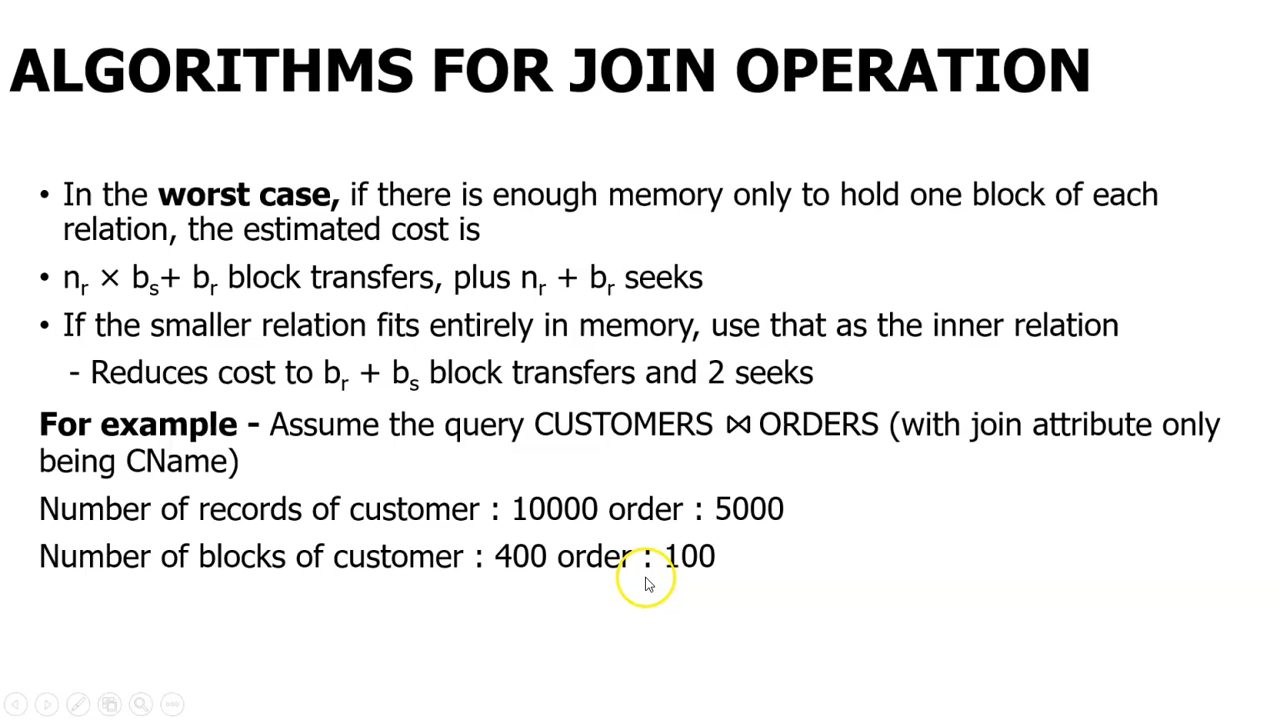 ALGORITHMS FOR JOIN OPERATION
• In the worst case, if there is enough memory only to hold one block of each
relation, the estimated cost is
• nr × bs+ br block transfers, plus nr + br seeks
• If the smaller relation fits entirely in memory, use that as the inner relation
- Reduces cost to br + bs block transfers and 2 seeks
For example - Assume the query CUSTOMERS ⋈ ORDERS (with join attribute only
being CName)
Number of records of customer : 10000 order : 5000
Number of blocks of customer : 400 order : 100